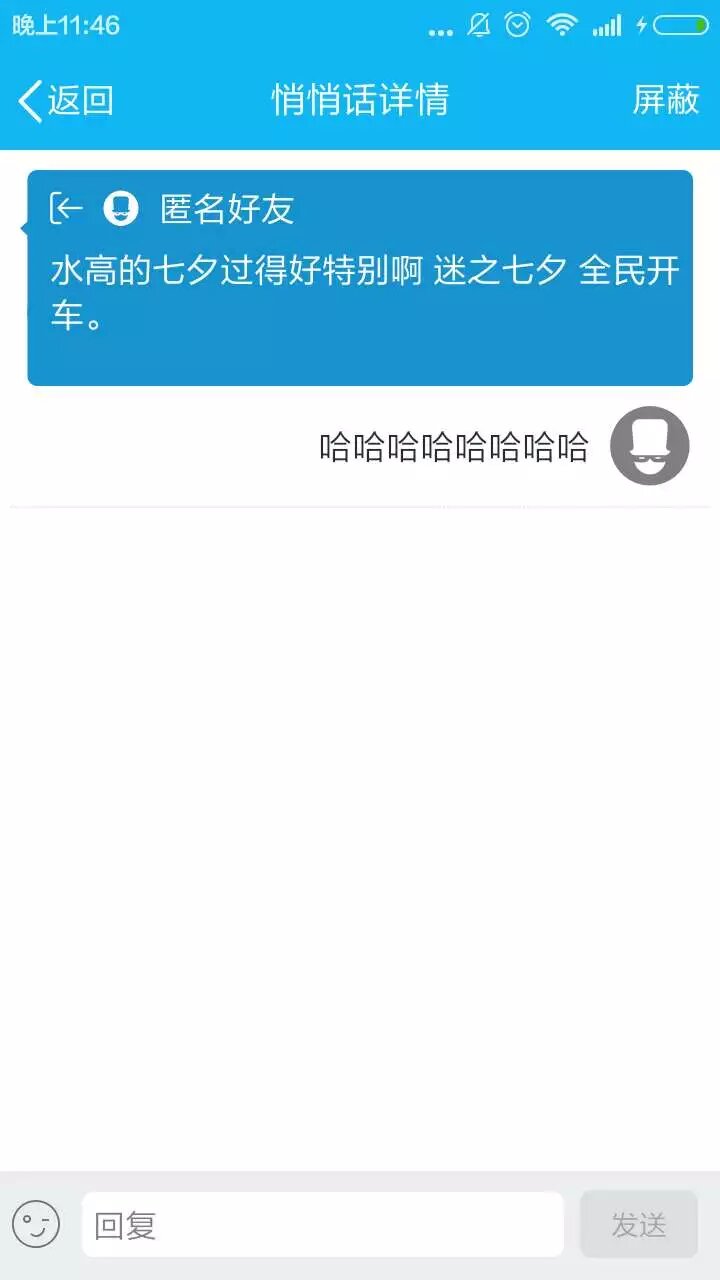 晚上11:46
返回
悄悄话详情
屏蔽
匿名好友
水高的七夕过得好特别啊 迷之七夕 全民开
车。
哈哈哈哈哈哈哈哈
回复
发送